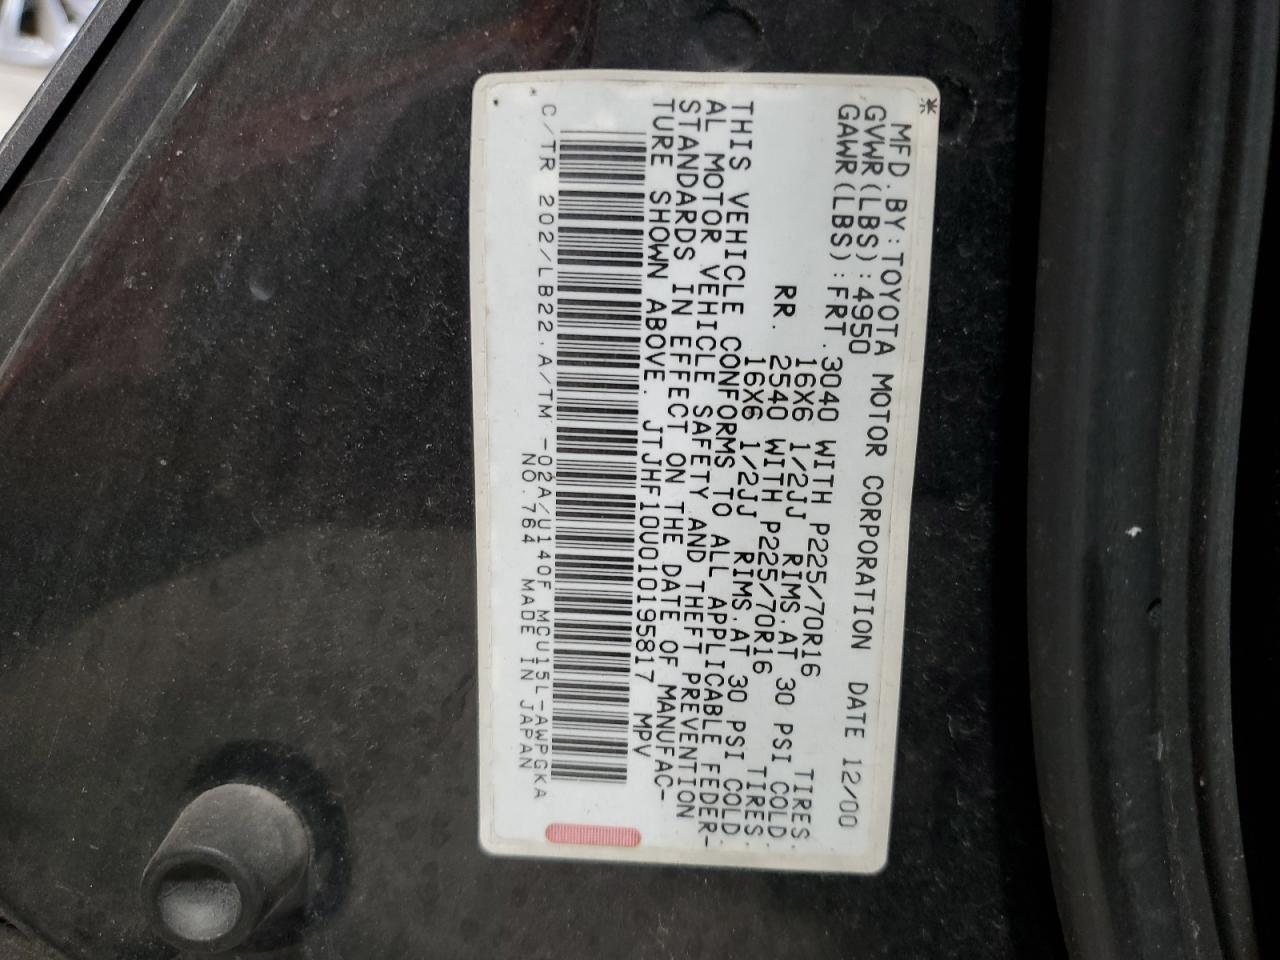 MFD.BY:TOYOTA MOTOR CORPORATION DATE 12/00
GVWR(LBS):4950
GAWR(LBS):FRT.3040 WITH P225/70R16 TIRES.
16X6 1/2JJ RIMS.AT 30 PSI COLD.
RR. 2540 WITH P225/70R16 TIRES.
16X6 1/2JJ RIMS.AT 30 PSI COLD.
THIS VEHICLE CONFORMS TO ALL APPLICABLE FEDER-
AL MOTOR VEHICLE SAFETY AND THEFT PREVENTION
STANDARDS IN EFFECT ON THE DATE OF MANUFAC-
TURE SHOWN ABOVE. JTJHF10V010195817 MPV
C/TR 202/LB22,A/TM -02A/U140F,MCU15L-AWPGKA
NO.764 MADE IN JAPAN